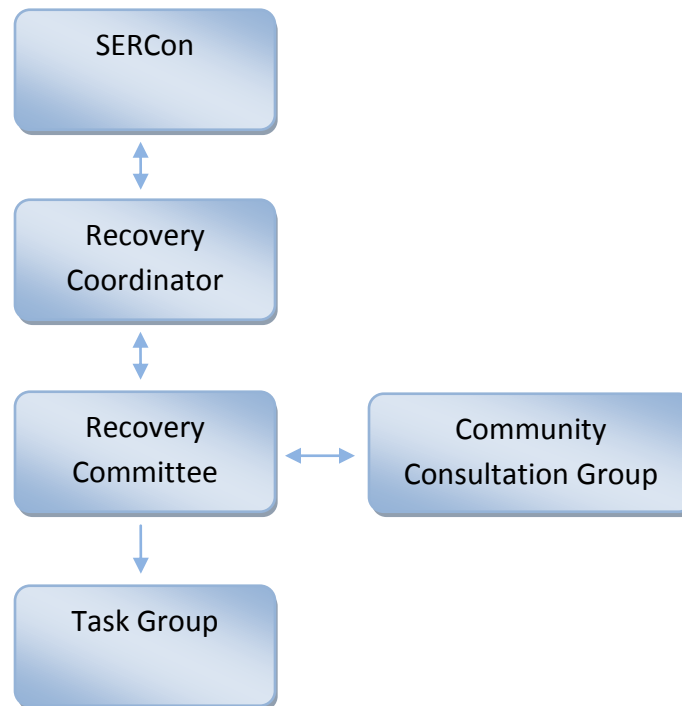 SERCon
Recovery
Coordinator
Recovery
Committee
Community
Consultation Group
Task Group